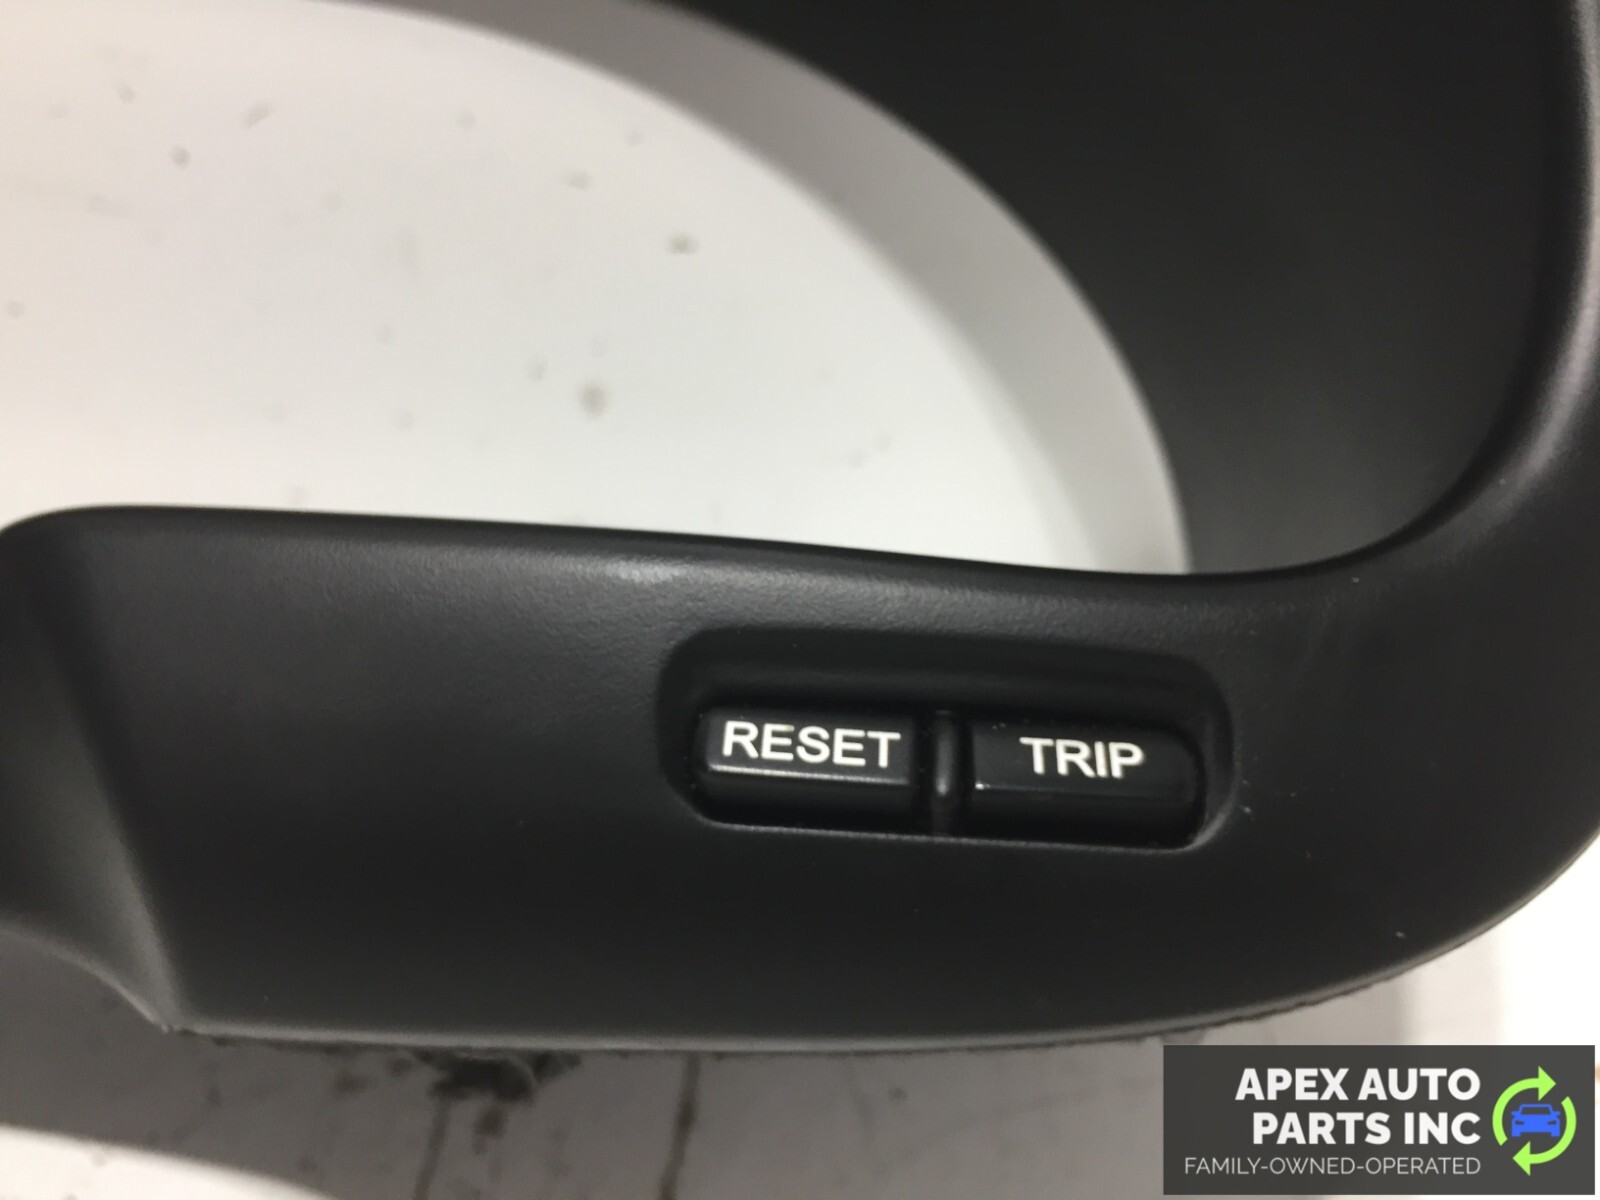 RESET TRIP
APEX AUTO
PARTS INC
FAMILY-OWNED-OPERATED